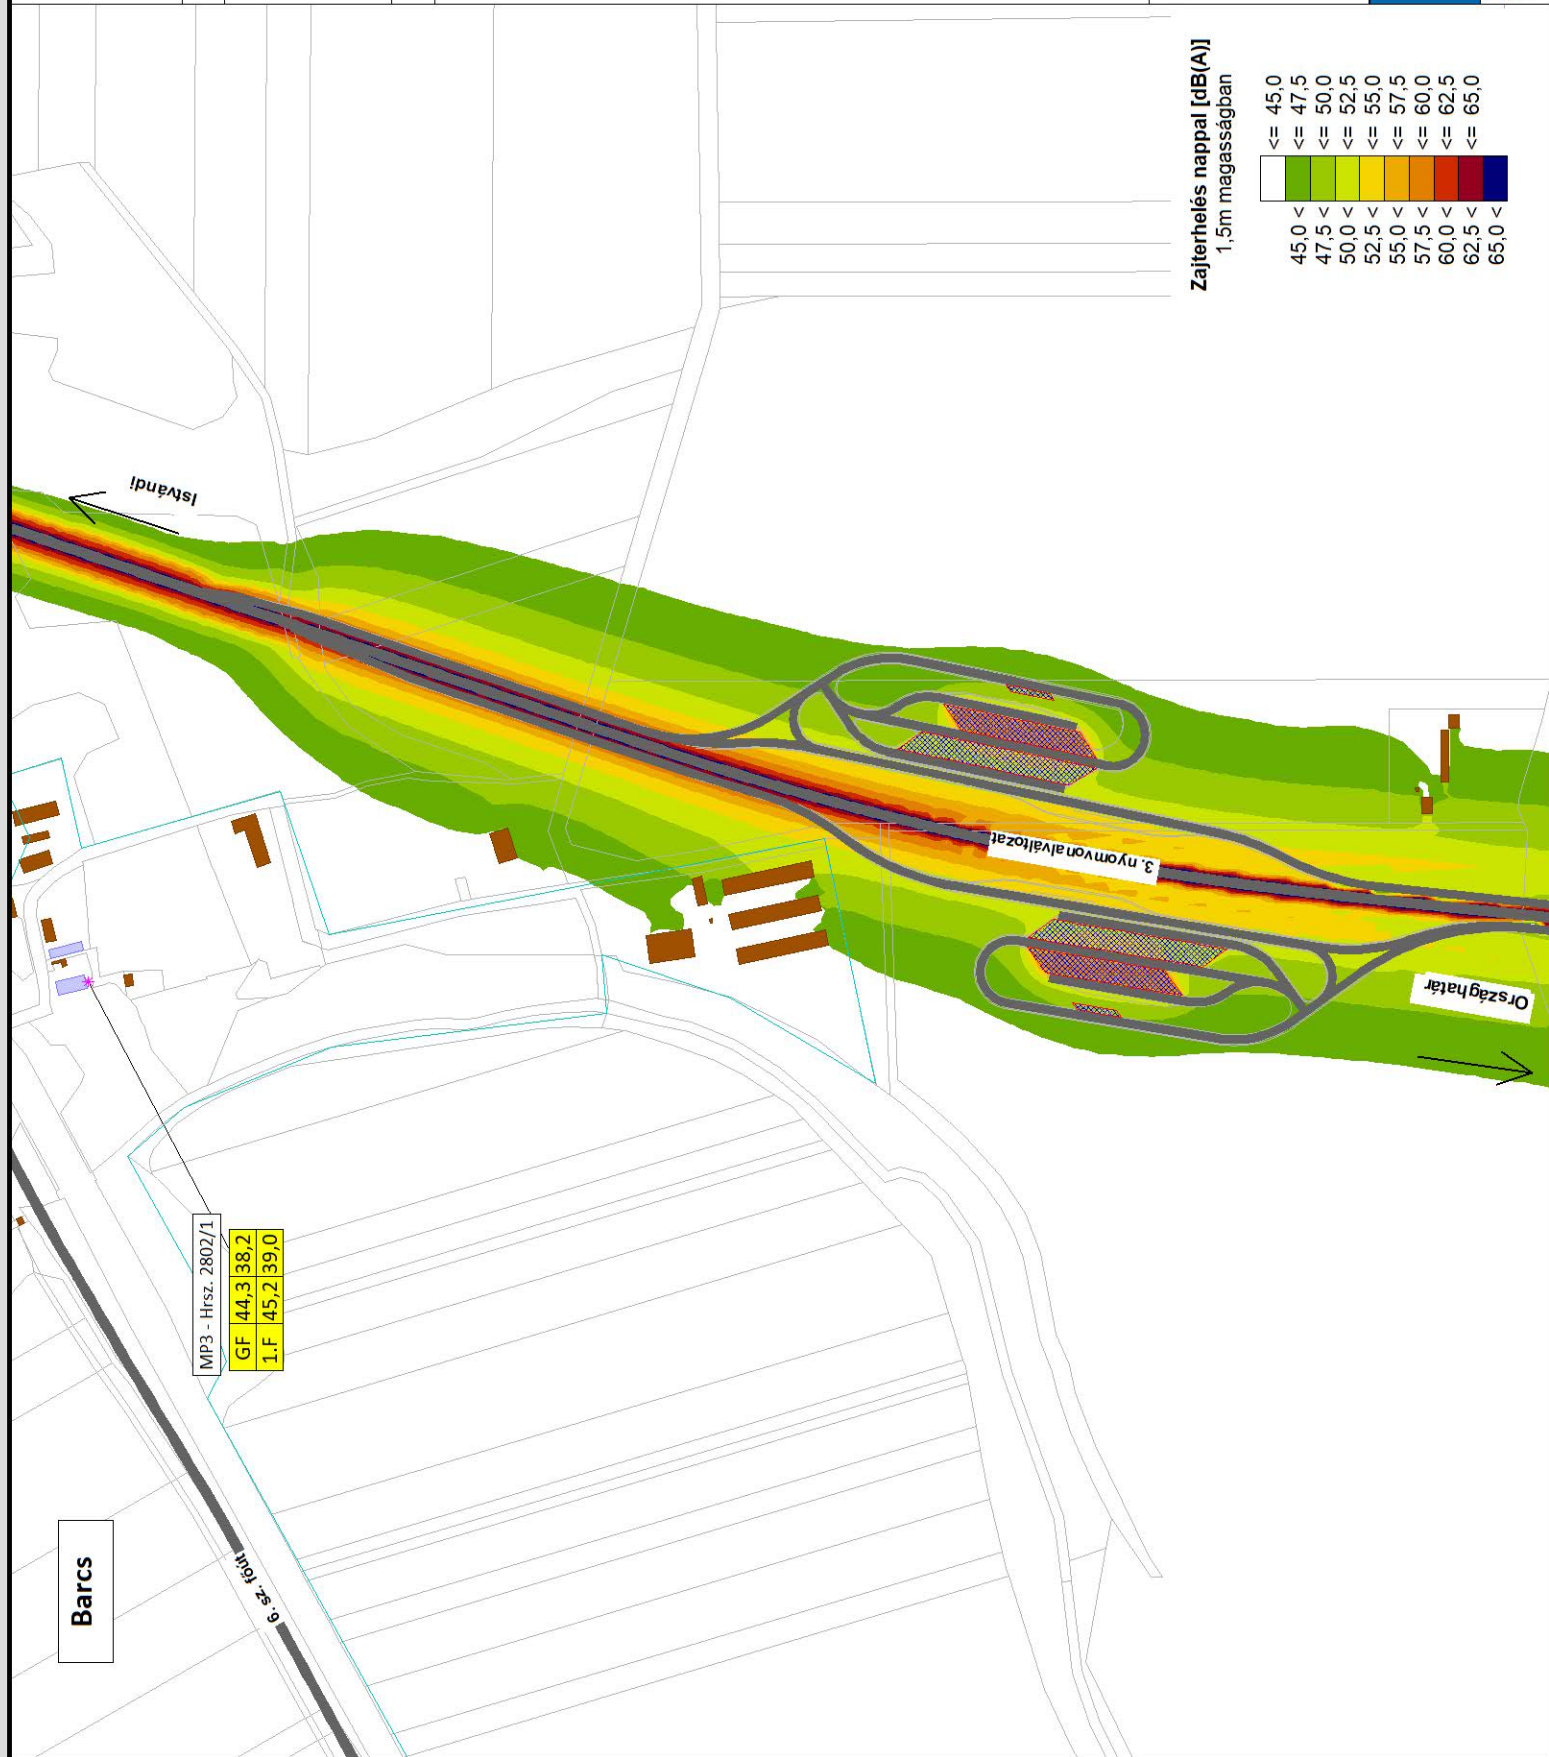 Barcs
6. sz. főút
MP3 - Hrsz. 2802/1
GF 44,3 38,2
1.F 45,2 39,0
Istvándi
3. nyomvonalváltozat
Országhatár
Zajterhelés nappal [dB(A)]
1,5m magasságban
<= 45,0
45,0 < <= 47,5
47,5 < <= 50,0
50,0 < <= 52,5
52,5 < <= 55,0
55,0 < <= 57,5
57,5 < <= 60,0
60,0 < <= 62,5
62,5 < <= 65,0
65,0 <